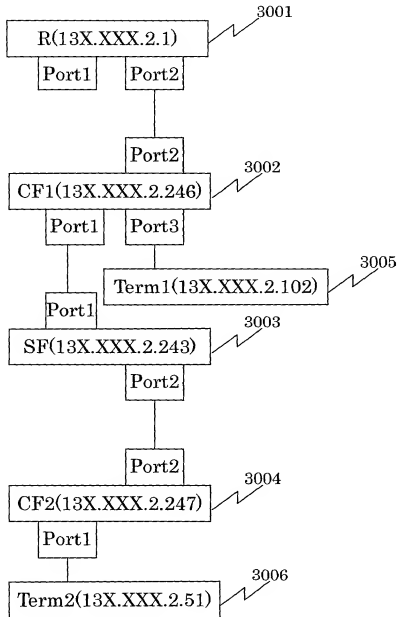 3001
R(13X.XXX.2.1)
Port1
Port2
Port2
3002
CF1(13X.XXX.2.246)
Port1
Port3
3005
Term1(13X.XXX.2.102)
Port1
3003
SF(13X.XXX.2.243)
Port2
Port2
3004
CF2(13X.XXX.2.247)
Port1
3006
Term2(13X.XXX.2.51)